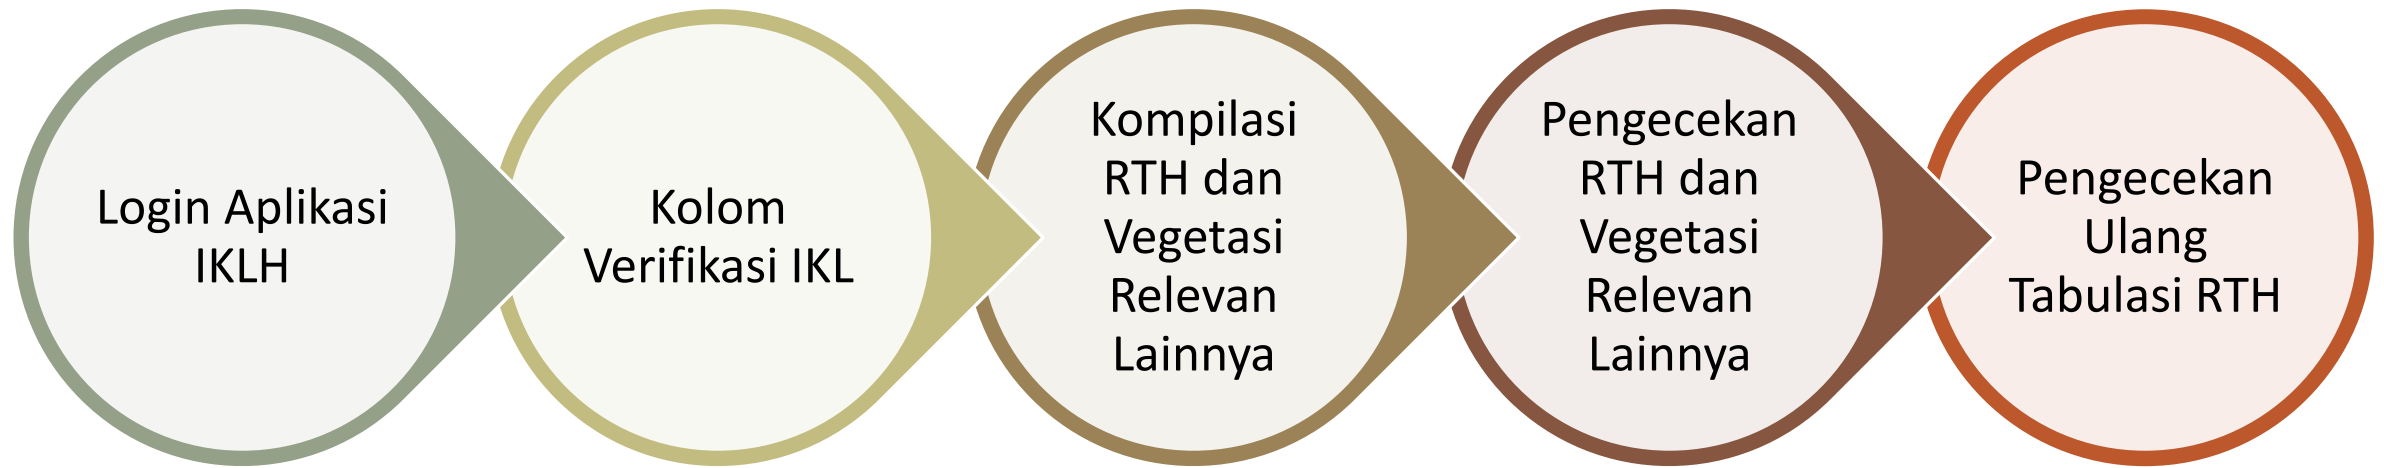 Login Aplikasi
IKLH
Kolom
Verifikasi IKL
Kompilasi
RTH dan
Vegetasi
Relevan
Lainnya
Pengecekan
RTH dan
Vegetasi
Relevan
Lainnya
Pengecekan
Ulang
Tabulasi RTH